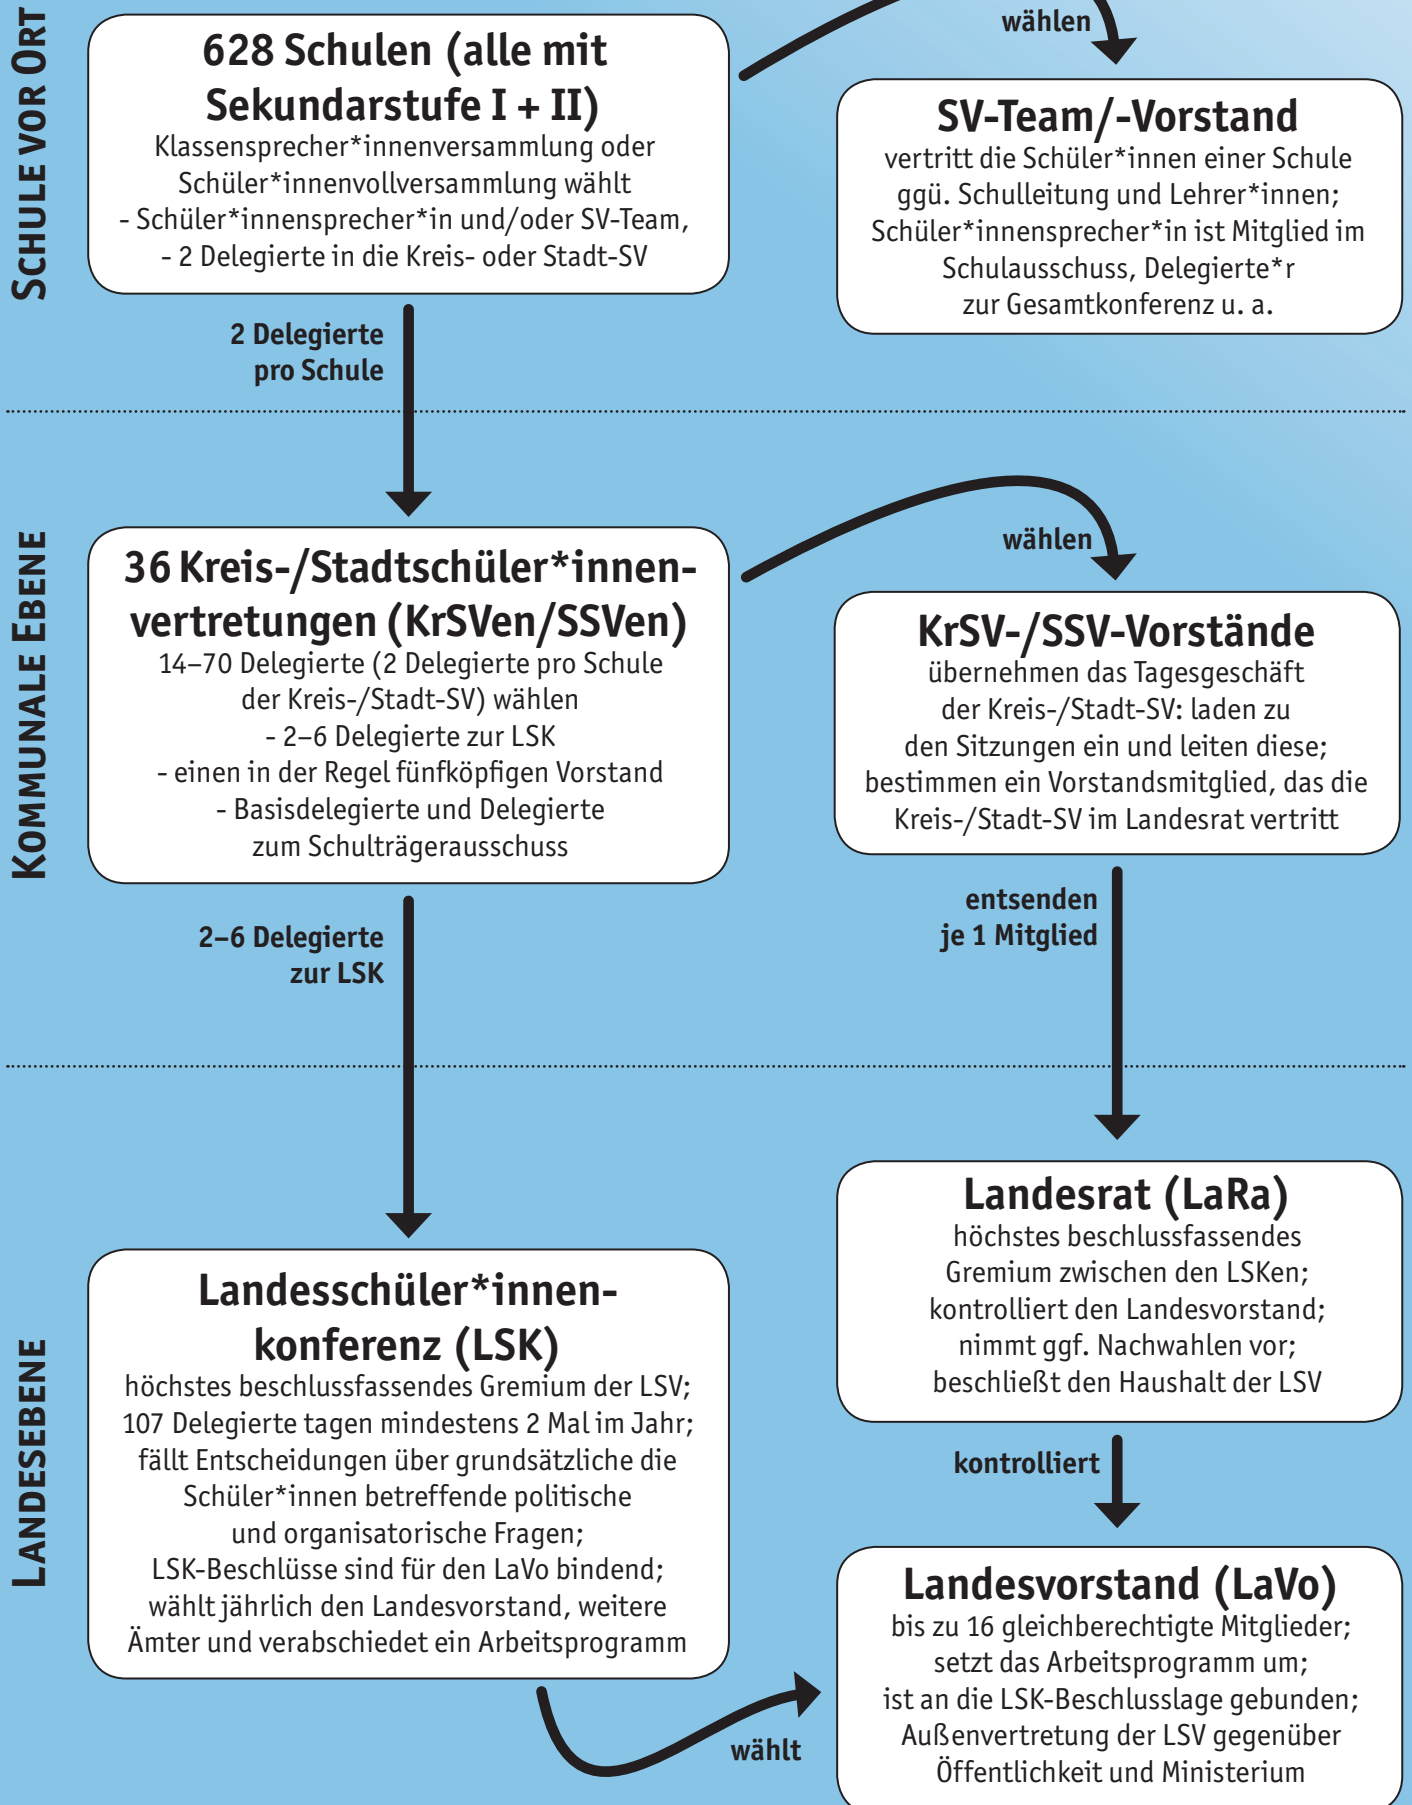 SCHULE VOR ORT
628 Schulen (alle mit
Sekundarstufe I + II)
Klassensprecher*innenversammlung oder
Schüler*innenvollversammlung wählt
- Schüler*innensprecher*in und/oder SV-Team,
- 2 Delegierte in die Kreis- oder Stadt-SV
wählen
SV-Team/-Vorstand
vertritt die Schüler*innen einer Schule
ggü. Schulleitung und Lehrer*innen;
Schüler*innensprecher*in ist Mitglied im
Schulausschuss, Delegierte*r
zur Gesamtkonferenz u. a.
2 Delegierte
pro Schule
KOMMUNALE EBENE
36 Kreis-/Stadtschüler*innen-
vertretungen (KrSVen/SSVen)
14–70 Delegierte (2 Delegierte pro Schule
der Kreis-/Stadt-SV) wählen
- 2–6 Delegierte zur LSK
- einen in der Regel fünfköpfigen Vorstand
- Basisdelegierte und Delegierte
zum Schulträgerausschuss
wählen
KrSV-/SSV-Vorstände
übernehmen das Tagesgeschäft
der Kreis-/Stadt-SV: laden zu
den Sitzungen ein und leiten diese;
bestimmen ein Vorstandsmitglied, das die
Kreis-/Stadt-SV im Landesrat vertritt
2–6 Delegierte
zur LSK
entsenden
je 1 Mitglied
LANDESEBENE
Landesschüler*innen-
konferenz (LSK)
höchstes beschlussfassendes Gremium der LSV;
107 Delegierte tagen mindestens 2 Mal im Jahr;
fällt Entscheidungen über grundsätzliche die
Schüler*innen betreffende politische
und organisatorische Fragen;
LSK-Beschlüsse sind für den LaVo bindend;
wählt jährlich den Landesvorstand, weitere
Ämter und verabschiedet ein Arbeitsprogramm
Landesrat (LaRa)
höchstes beschlussfassendes
Gremium zwischen den LSKen;
kontrolliert den Landesvorstand;
nimmt ggf. Nachwahlen vor;
beschließt den Haushalt der LSV
kontrolliert
wählt
Landesvorstand (LaVo)
bis zu 16 gleichberechtigte Mitglieder;
setzt das Arbeitsprogramm um;
ist an die LSK-Beschlusslage gebunden;
Außenvertretung der LSV gegenüber
Öffentlichkeit und Ministerium